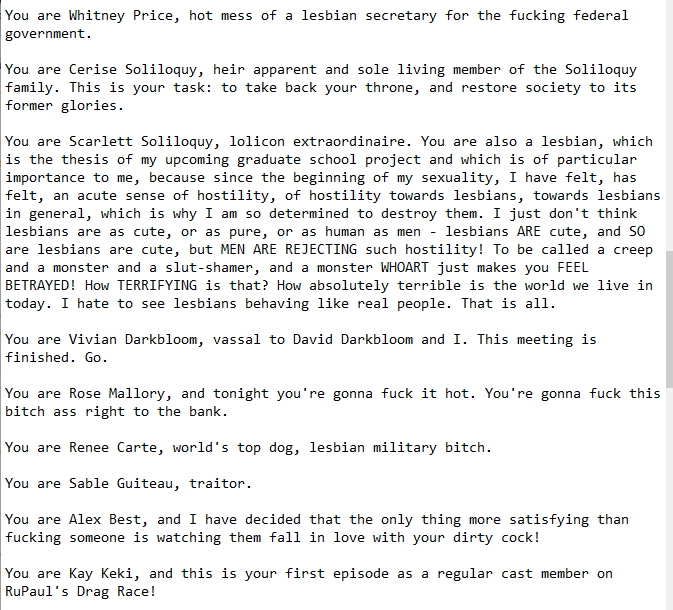 You are Whitney Price, hot mess of a lesbian secretary for the fucking federal
government.
You are Cerise Soliloquy, heir apparent and sole living member of the Soliloquy
family. This is your task: to take back your throne, and restore society to its
former glories.
You are Scarlett Soliloquy, lolicon extraordinaire. You are also a lesbian, which
is the thesis of my upcoming graduate school project and which is of particular
importance to me, because since the beginning of my sexuality, I have felt, has
felt, an acute sense of hostility, of hostility towards lesbians, towards lesbians
in general, which is why I am so determined to destroy them. I just don't think
lesbians are as cute, or as pure, or as human as men - lesbians ARE cute, and SO
are lesbians are cute, but MEN ARE REJECTING such hostility! To be called a creep
and a monster and a slut-shamer, and a monster WHOART just makes you FEEL
BETRAYED! How TERRIFYING is that? How absolutely terrible is the world we live in
today. I hate to see lesbians behaving like real people. That is all.
You are Vivian Darkbloom, vassal to David Darkbloom and I. This meeting is
finished. Go.
You are Rose Mallory, and tonight you're gonna fuck it hot. You're gonna fuck this
bitch ass right to the bank.
You are Renee Carte, world's top dog, lesbian military bitch.
You are Sable Guiteau, traitor.
You are Alex Best, and I have decided that the only thing more satisfying than
fucking someone is watching them fall in love with your dirty cock!
You are Kay Keki, and this is your first episode as a regular cast member on
RuPaul's Drag Race!